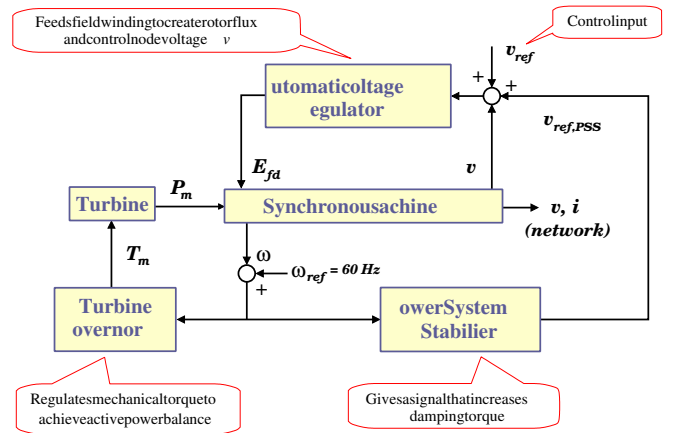 Feedsfieldwindingtocreaterotorflux
andcontrolnodevoltage v
Controlinput
v_ref
utomaticoltage
egulator
+
+
v_ref,PSS
E_fd
v
P_m
Turbine
Synchronousachine
v, i
(network)
T_m
ω
ω_ref = 60 Hz
+
Turbine
overnor
owerSystem
Stabilier
Regulatesmechanicaltorqueto
achieveactivepowerbalance
Givesasignalthatincreases
dampingtorque